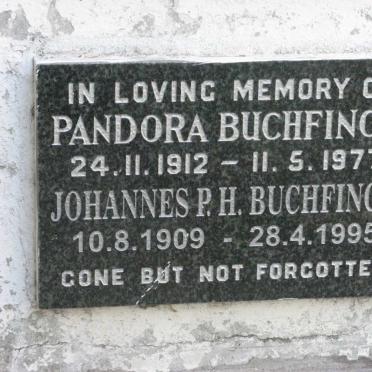 IN LOVING MEMORY O
PANDORA BUCHFINC
24.11.1912 - 11.5.1977
JOHANNES P. H. BUCHFINC
10.8.1909 - 28.4.1995
GONE BUT NOT FORGOTTE